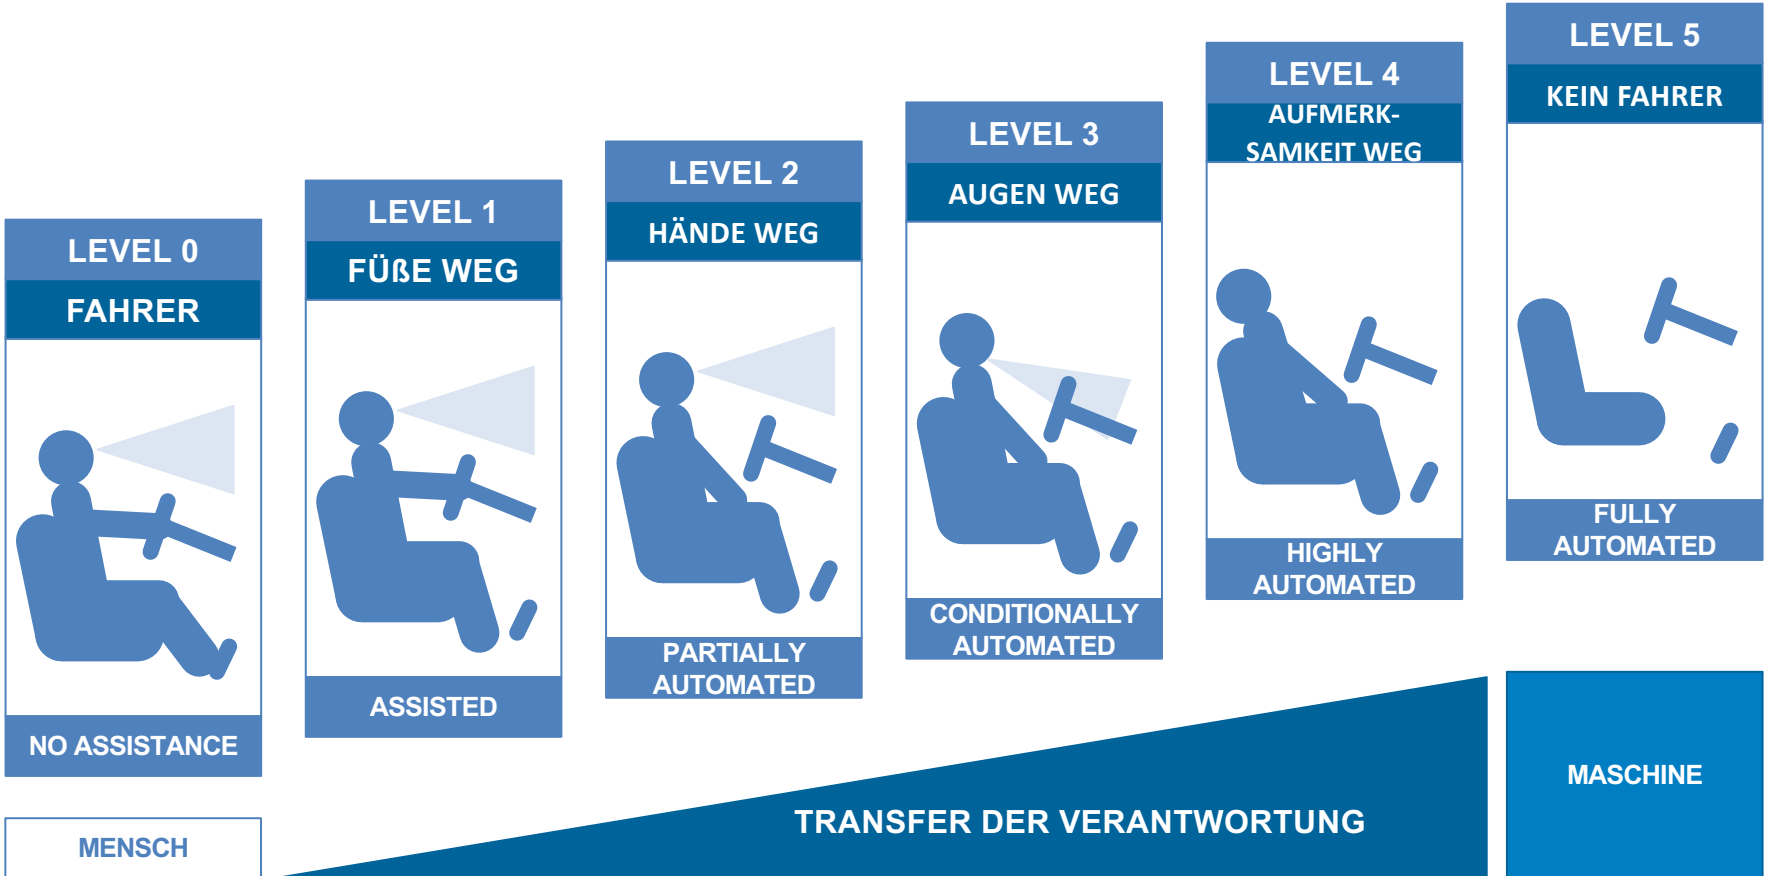 LEVEL 0
FAHRER
NO ASSISTANCE
LEVEL 1
FÜßE WEG
ASSISTED
LEVEL 2
HÄNDE WEG
PARTIALLY
AUTOMATED
LEVEL 3
AUGEN WEG
CONDITIONALLY
AUTOMATED
LEVEL 4
AUFMERK-
SAMKEIT WEG
HIGHLY
AUTOMATED
LEVEL 5
KEIN FAHRER
FULLY
AUTOMATED
MENSCH
TRANSFER DER VERANTWORTUNG
MASCHINE